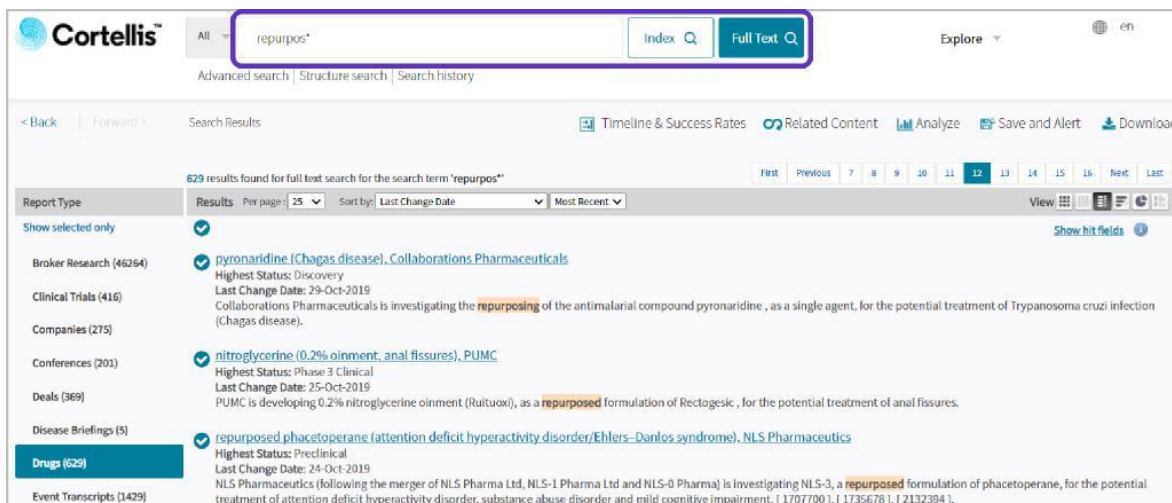 Cortellis™
All
repurpos*
Index
Full Text
Explore
en
Advanced search | Structure search | Search history
< Back
Forward >
Search Results
Timeline & Success Rates
Related Content
Analyze
Save and Alert
Downloa
629 results found for full text search for the search term 'repurpos*'
First Previous 7 8 9 10 11 12 13 14 15 16 Next Last
Report Type
Results Per page: 25 Sort by: Last Change Date Most Recent
View
Show selected only
Show hit fields
Broker Research (46264)
Clinical Trials (416)
Companies (275)
Conferences (201)
Deals (369)
Disease Briefings (5)
Drugs (629)
Event Transcripts (1429)
pyronaridine (Chagas disease), Collaborations Pharmaceuticals
Highest Status: Discovery
Last Change Date: 29-Oct-2019
Collaborations Pharmaceuticals is investigating the repurposing of the antimalarial compound pyronaridine , as a single agent, for the potential treatment of Trypanosoma cruzi infection
(Chagas disease).
nitroglycerine (0.2% oinment, anal fissures), PUMC
Highest Status: Phase 3 Clinical
Last Change Date: 25-Oct-2019
PUMC is developing 0.2% nitroglycerine oinment (Ruituoxi), as a repurposed formulation of Rectogesic , for the potential treatment of anal fissures.
repurposed phacetoperane (attention deficit hyperactivity disorder/Ehlers–Danlos syndrome), NLS Pharmaceutics
Highest Status: Preclinical
Last Change Date: 24-Oct-2019
NLS Pharmaceutics (following the merger of NLS Pharma Ltd, NLS-1 Pharma Ltd and NLS-0 Pharma) is investigating NLS-3, a repurposed formulation of phacetoperane, for the potential
treatment of attention deficit hyperactivity disorder, substance abuse disorder and mild cognitive impairment. [ 1707700 ], [ 1735678 ], [ 2132394 ].